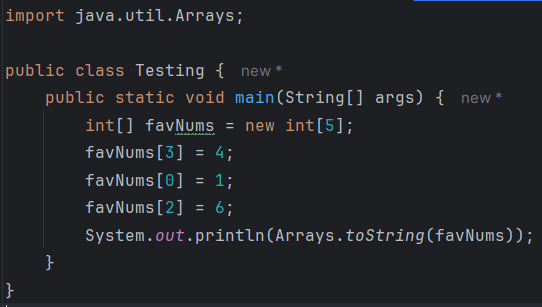 import java.util.Arrays;
public class Testing { new *
public static void main(String[] args) { new *
int[] favNums = new int[5];
favNums[3] = 4;
favNums[0] = 1;
favNums[2] = 6;
System.out.println(Arrays.toString(favNums));
}
}